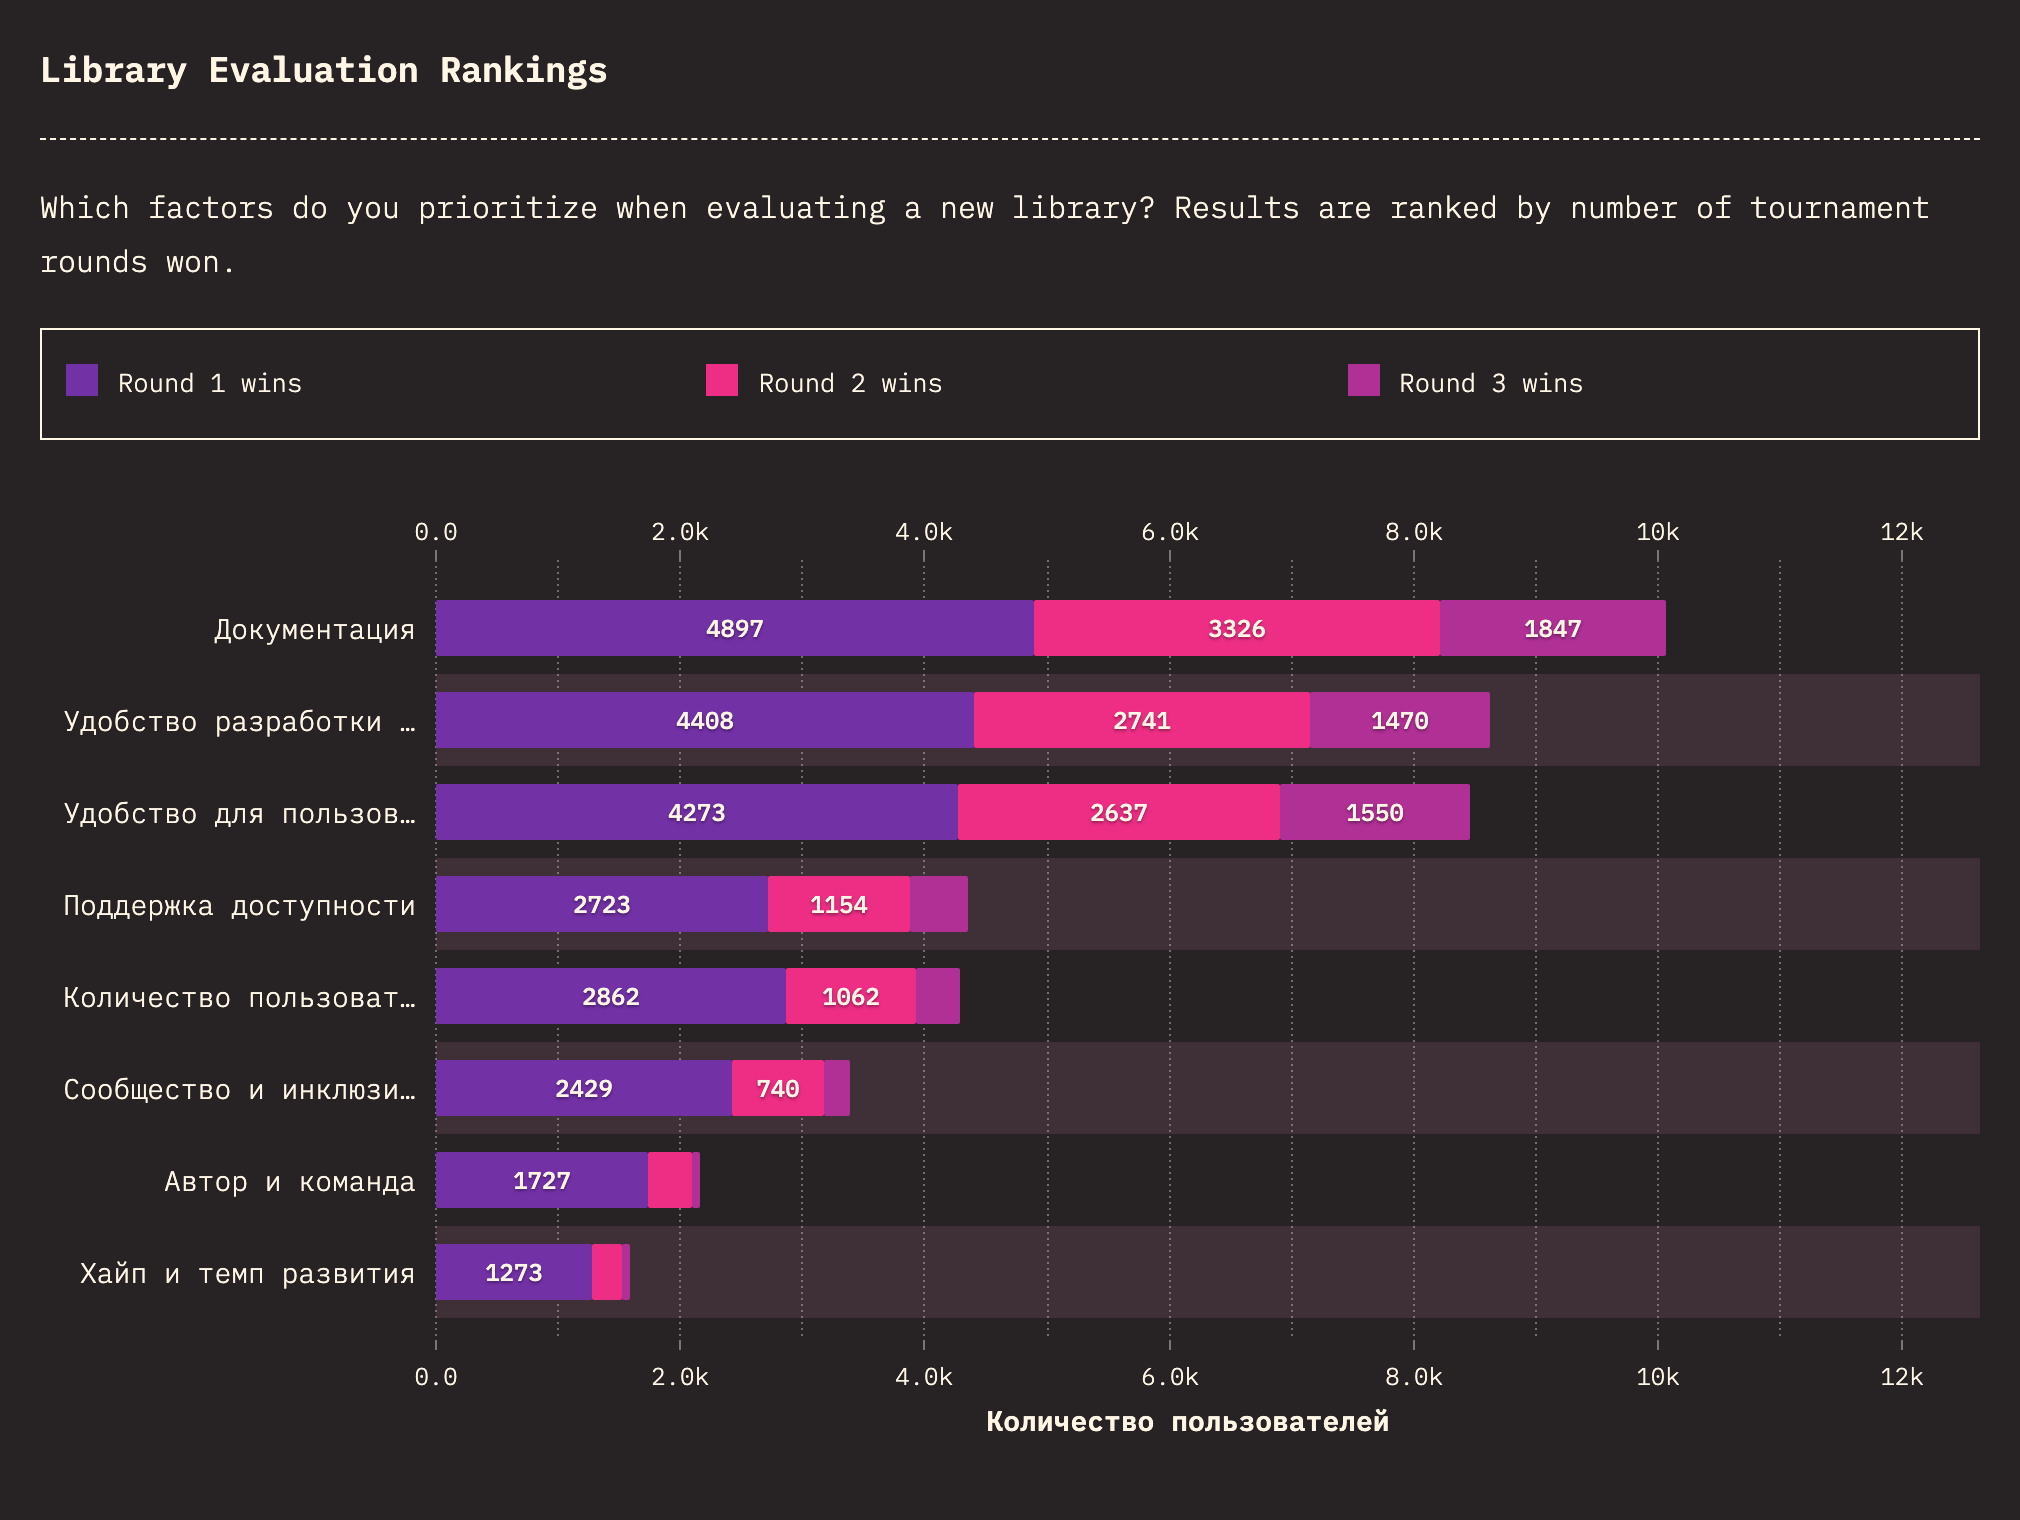 Library Evaluation Rankings
Which factors do you prioritize when evaluating a new library? Results are ranked by number of tournament
rounds won.
Round 1 wins Round 2 wins Round 3 wins
0.0 2.0k 4.0k 6.0k 8.0k 10k 12k
Документация 4897 3326 1847
Удобство разработки … 4408 2741 1470
Удобство для пользов… 4273 2637 1550
Поддержка доступности 2723 1154
Количество пользоват… 2862 1062
Сообщество и инклюзи… 2429 740
Автор и команда 1727
Хайп и темп развития 1273
0.0 2.0k 4.0k 6.0k 8.0k 10k 12k
Количество пользователей